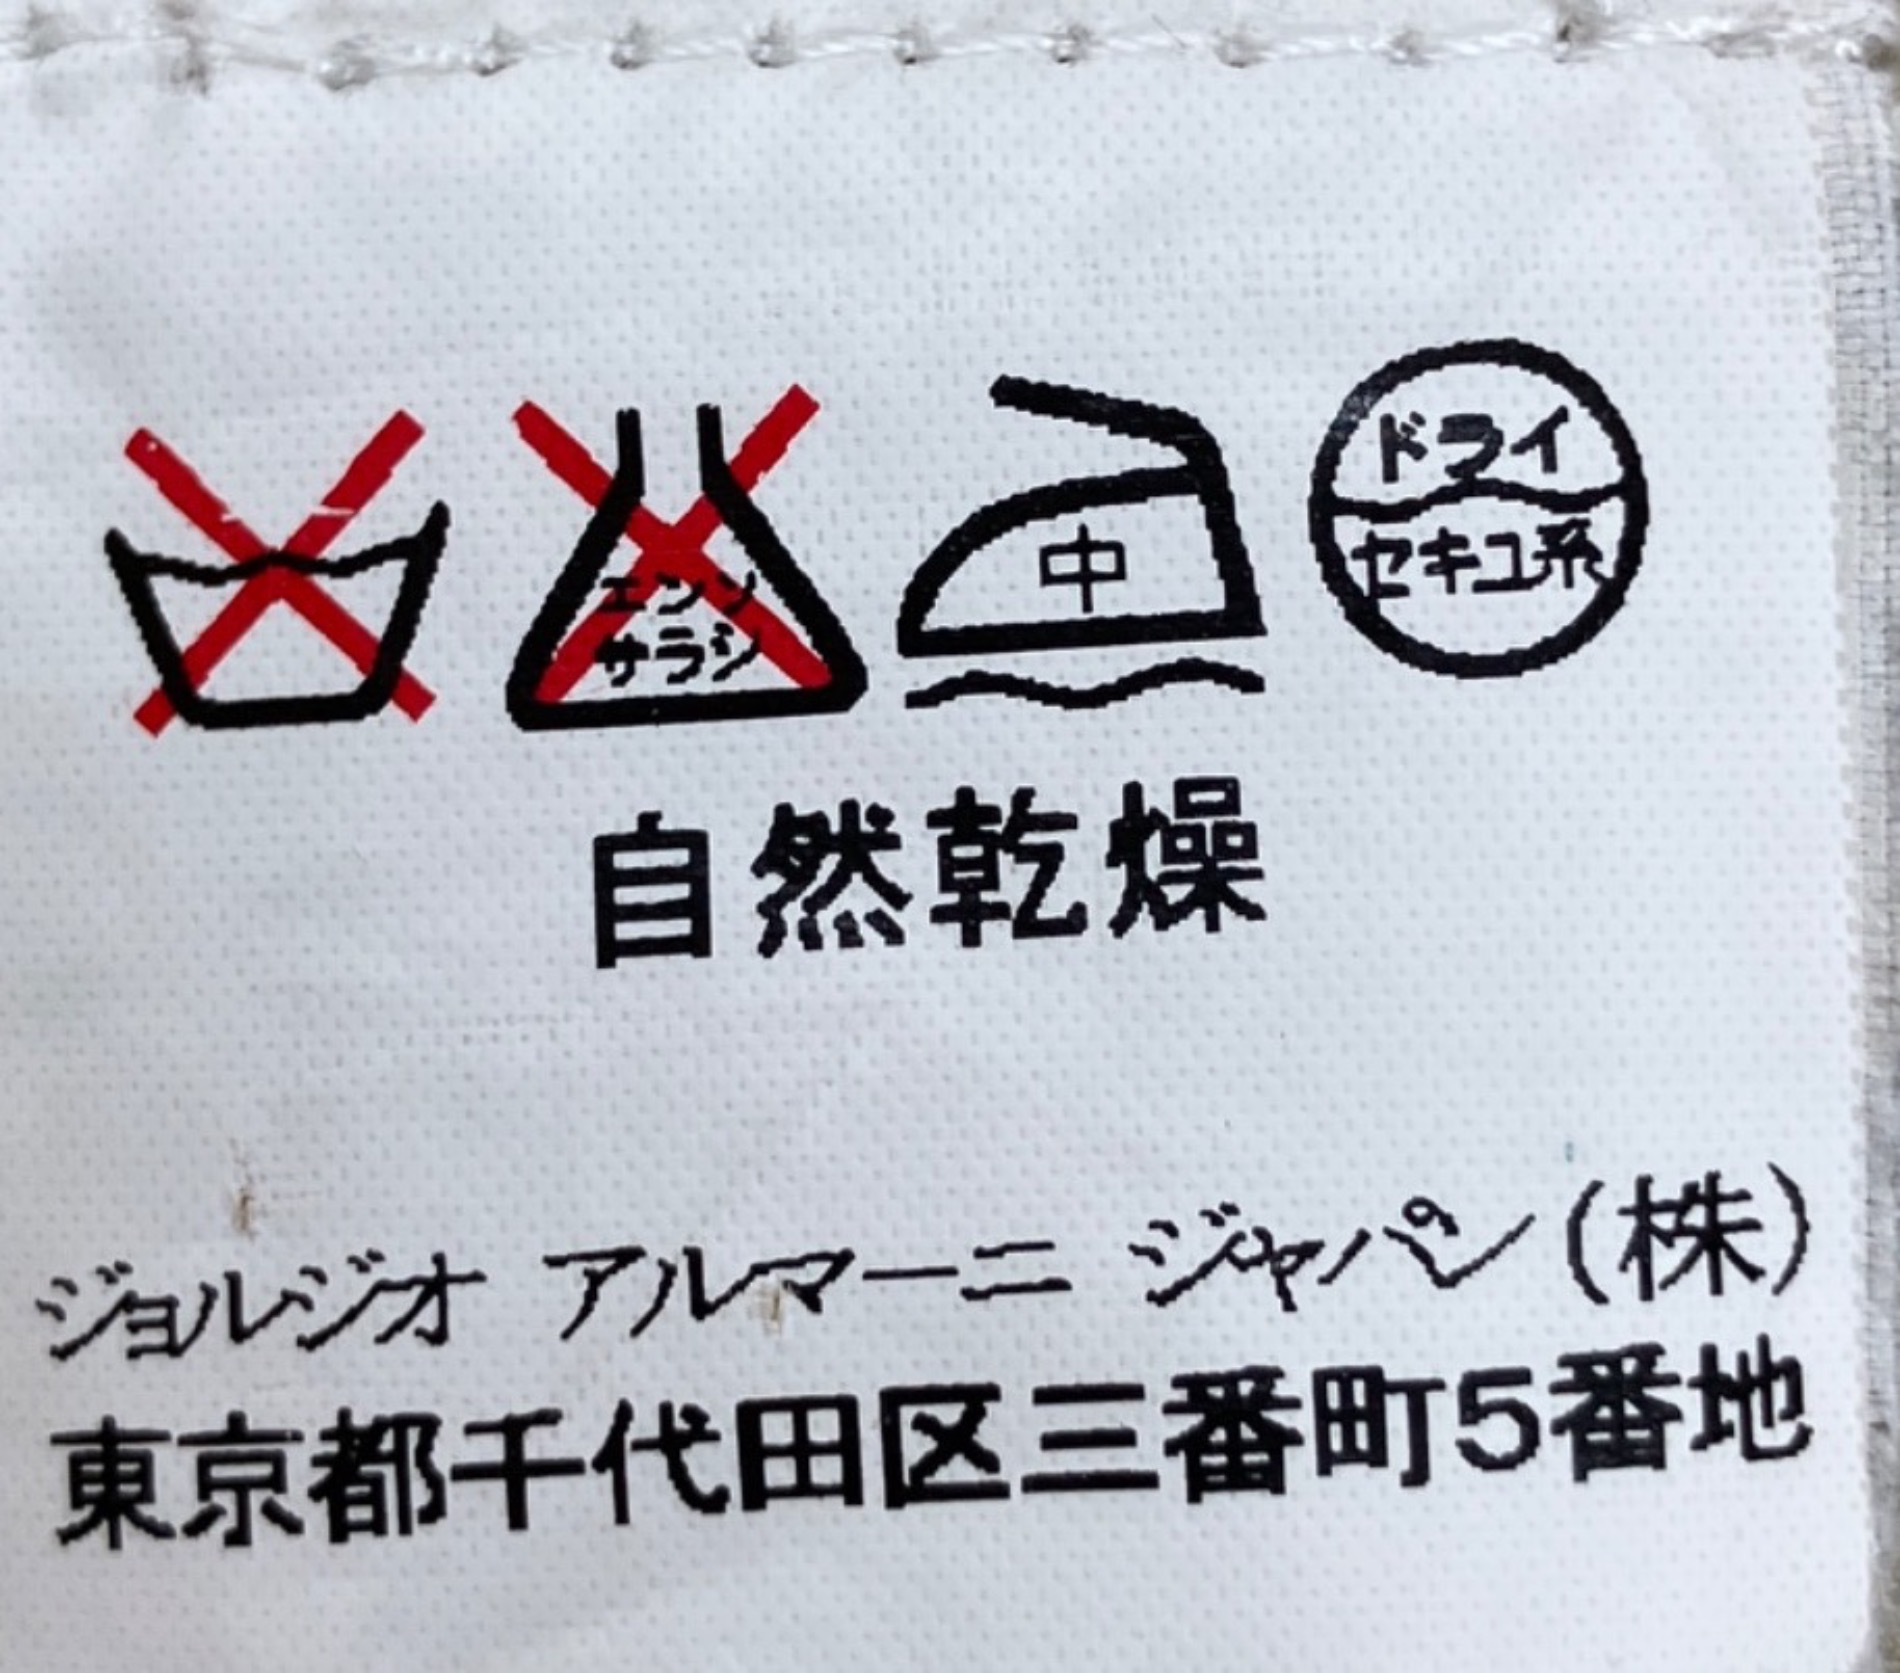 エンソ
サラシ
中
ドライ
セキユ系
自然乾燥
ジョルジオ アルマーニ ジャパン(株)
東京都千代田区三番町5番地